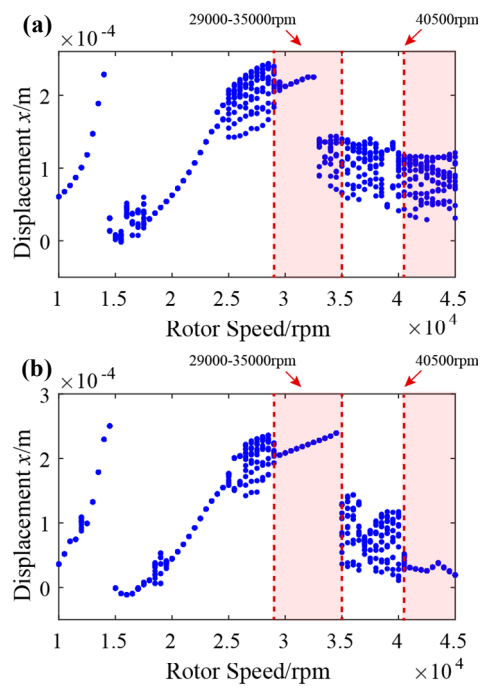 (a)
×10⁻⁴
29000-35000rpm
40500rpm
Displacement x/m
2
1
0
1 1.5 2 2.5 3 3.5 4 4.5
Rotor Speed/rpm
×10⁴
(b)
×10⁻⁴
29000-35000rpm
40500rpm
Displacement x/m
3
2
1
0
1 1.5 2 2.5 3 3.5 4 4.5
Rotor Speed/rpm
×10⁴